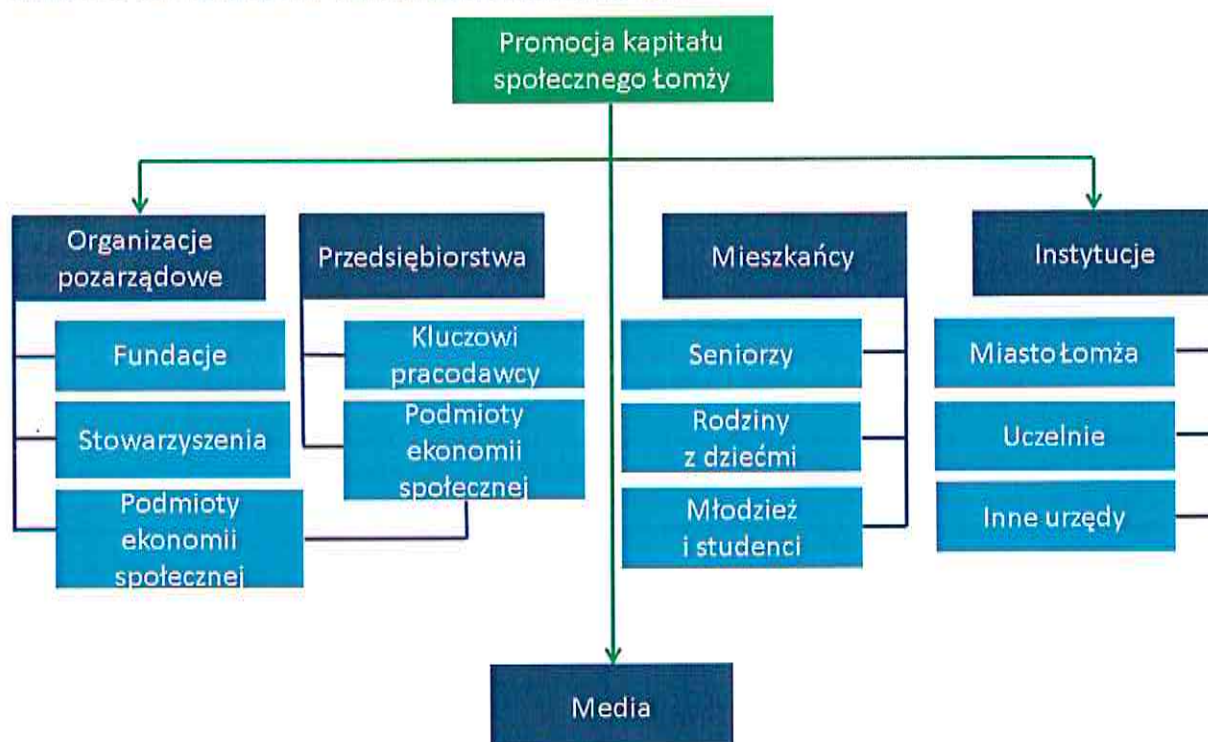 Promocja kapitału
społecznego Łomży
Organizacje
pozarządowe
Przedsiębiorstwa
Mieszkańcy
Instytucje
Fundacje
Kluczowi
pracodawcy
Seniorzy
Miasto Łomża
Stowarzyszenia
Podmioty
ekonomii
społecznej
Rodziny
z dziećmi
Uczelnie
Podmioty
ekonomii
społecznej
Młodzież
i studenci
Inne urzędy
Media